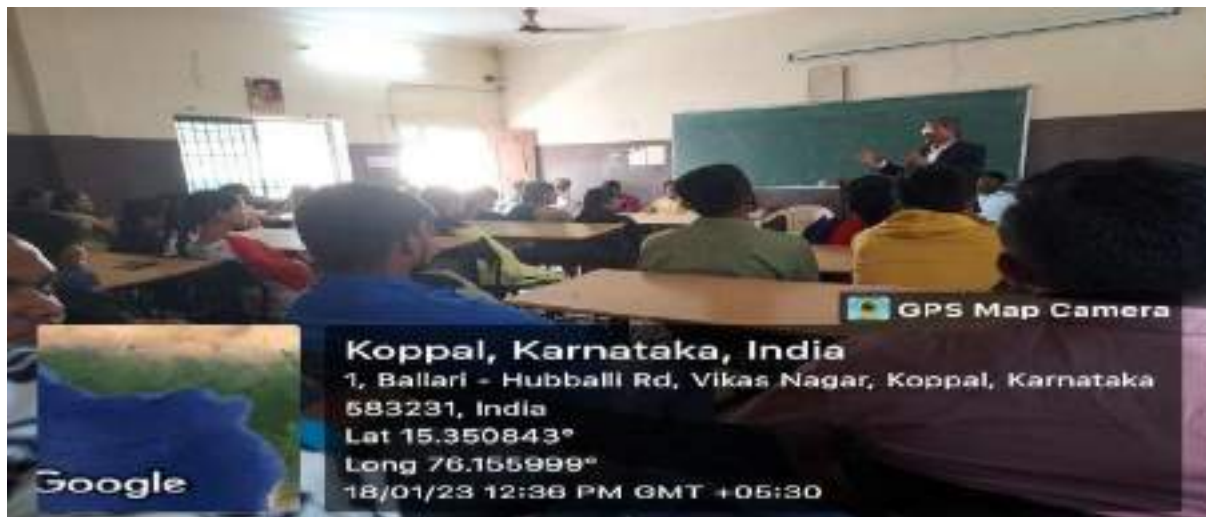 GPS Map Camera
Koppal, Karnataka, India
1, Ballari - Hubballi Rd, Vikas Nagar, Koppal, Karnataka
583231, India
Lat 15.350843°
Long 76.155999°
18/01/23 12:36 PM GMT +05:30
Google